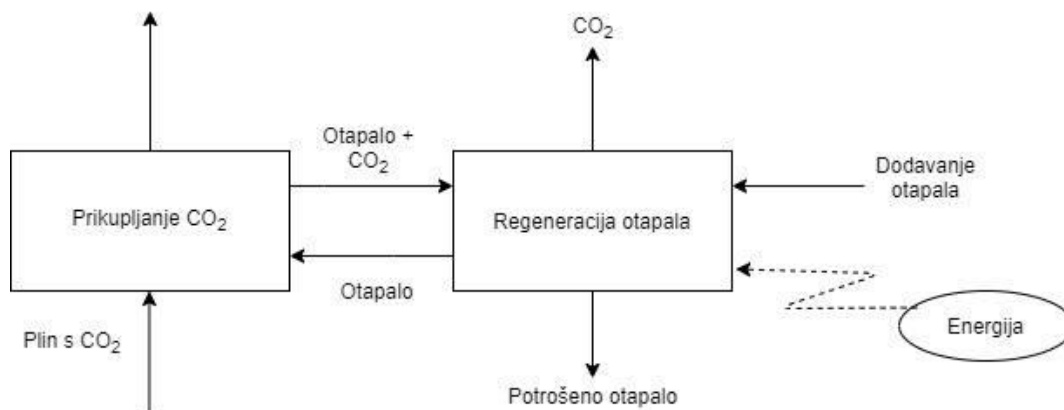 CO₂
Otapalo +
CO₂
Dodavanje
otapala
Prikupljanje CO₂
Regeneracija otapala
Otapalo
Plin s CO₂
Energija
Potrošeno otapalo